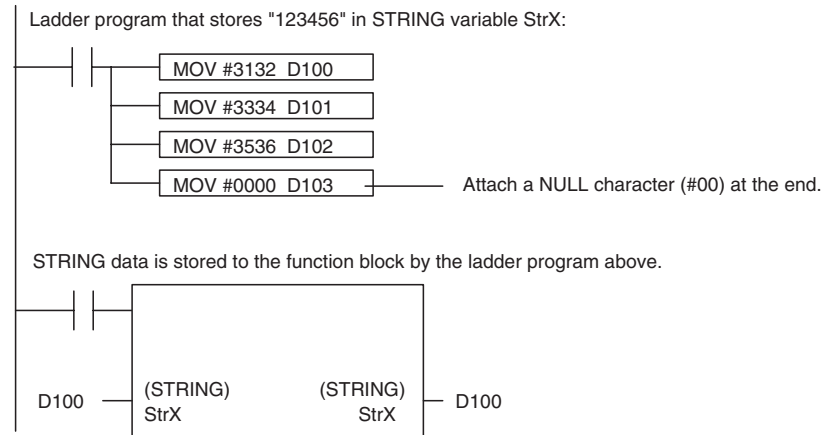 Ladder program that stores "123456" in STRING variable StrX:
MOV #3132 D100
MOV #3334 D101
MOV #3536 D102
MOV #0000 D103 Attach a NULL character (#00) at the end.
STRING data is stored to the function block by the ladder program above.
(STRING) (STRING)
D100 StrX StrX D100